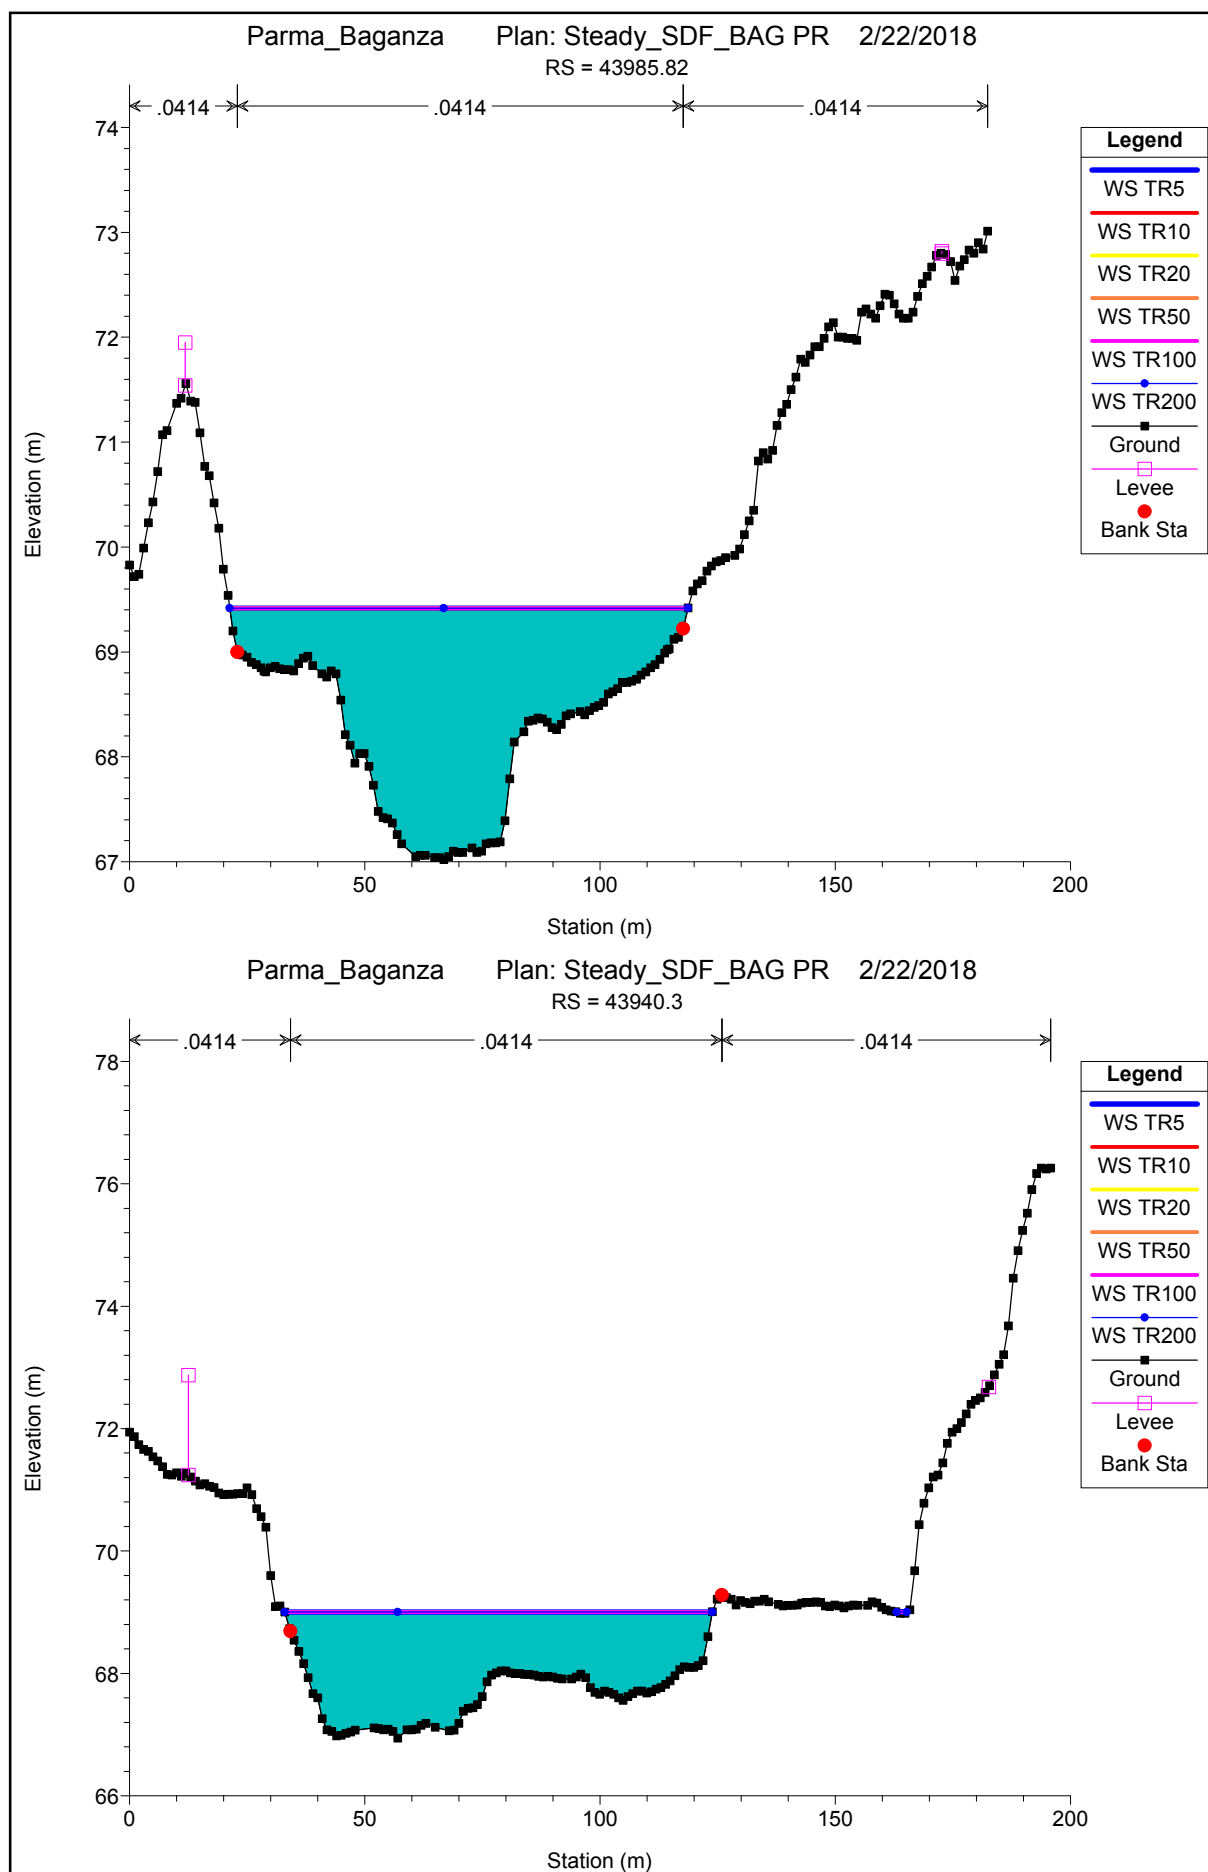 Parma_Baganza Plan: Steady_SDF_BAG PR 2/22/2018
RS = 43985.82
.0414 .0414 .0414
74
73
72
71
70
69
68
67
0 50 100 150 200
Elevation (m)
Station (m)
Legend
WS TR5
WS TR10
WS TR20
WS TR50
WS TR100
WS TR200
Ground
Levee
Bank Sta
Parma_Baganza Plan: Steady_SDF_BAG PR 2/22/2018
RS = 43940.3
.0414 .0414 .0414
78
76
74
72
70
68
66
0 50 100 150 200
Elevation (m)
Station (m)
Legend
WS TR5
WS TR10
WS TR20
WS TR50
WS TR100
WS TR200
Ground
Levee
Bank Sta